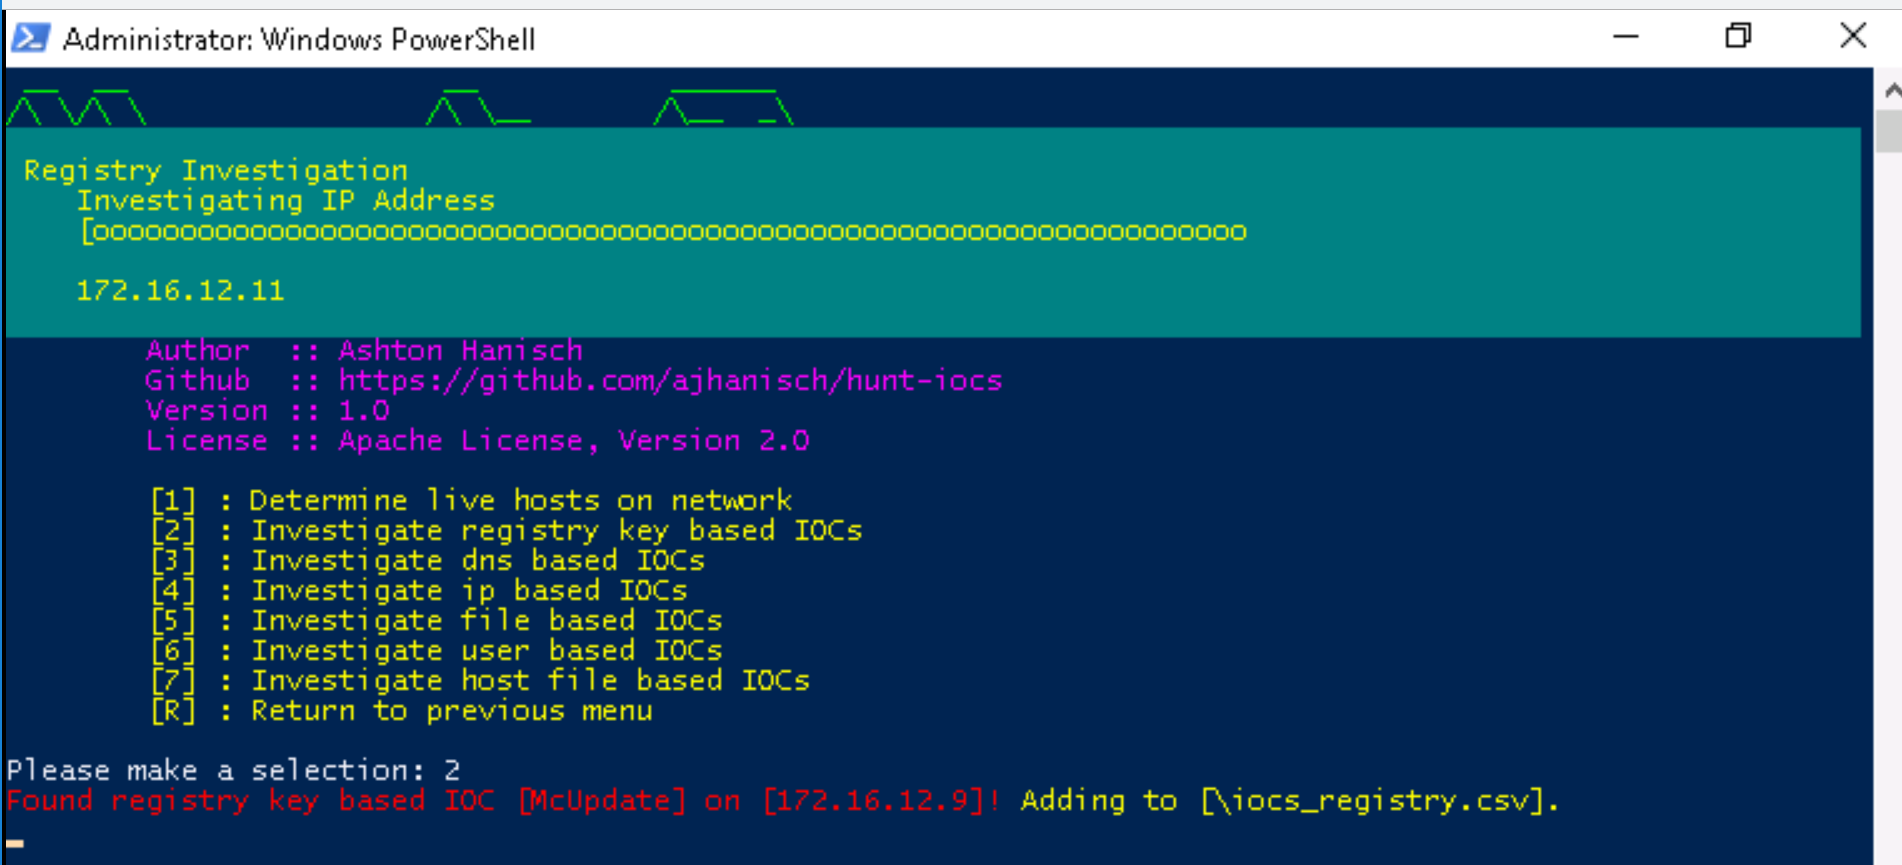 Administrator: Windows PowerShell
Registry Investigation
Investigating IP Address
[oooooooooooooooooooooooooooooooooooooooooooooooooooooooooooooooooo
172.16.12.11
Author :: Ashton Hanisch
Github :: https://github.com/ajhanisch/hunt-iocs
Version :: 1.0
License :: Apache License, Version 2.0
[1] : Determine live hosts on network
[2] : Investigate registry key based IOCs
[3] : Investigate dns based IOCs
[4] : Investigate ip based IOCs
[5] : Investigate file based IOCs
[6] : Investigate user based IOCs
[7] : Investigate host file based IOCs
[R] : Return to previous menu
Please make a selection: 2
Found registry key based IOC [McUpdate] on [172.16.12.9]! Adding to [\iocs_registry.csv].